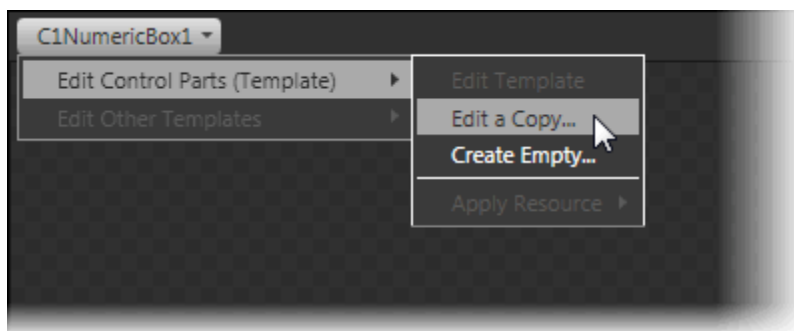 C1NumericBox1
Edit Control Parts (Template)
Edit Other Templates
Edit Template
Edit a Copy...
Create Empty...
Apply Resource